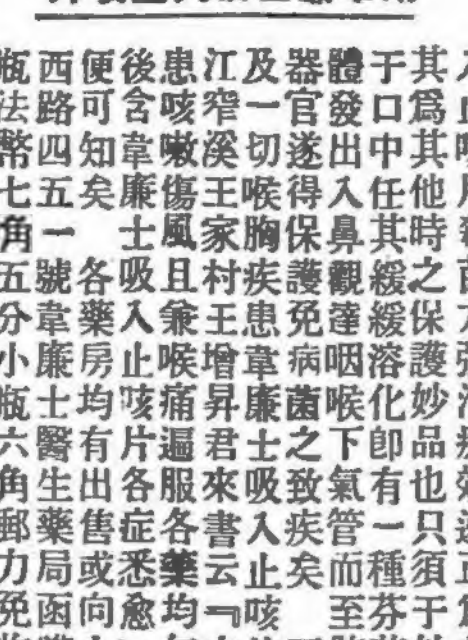 其爲其他時之保護妙品也只須于
于口中任其緩緩溶化卽有一種芬
體發出入鼻觀達咽喉下氣管而至
器官遂得保護免病菌之致疾矣
及一切喉胸疾患韋廉士吸入止咳
江窄溪王家村王增昇君來書云『
患咳嗽傷風且兼喉痛遍服各藥均
後含韋廉士吸入止咳片各症悉愈
便可知矣 各藥房均有出售或向
西路四五一號韋廉士醫生藥局函
瓶法幣七角五分小瓶六角郵力免